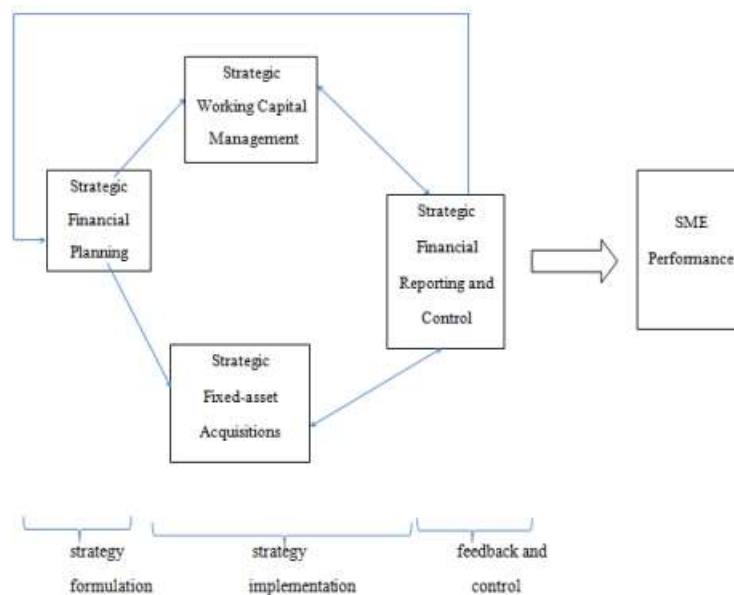 Strategic
Working Capital
Management
Strategic
Financial
Planning
Strategic
Financial
Reporting and
Control
SME
Performance
Strategic
Fixed-asset
Acquisitions
strategy
formulation
strategy
implementation
feedback and
control